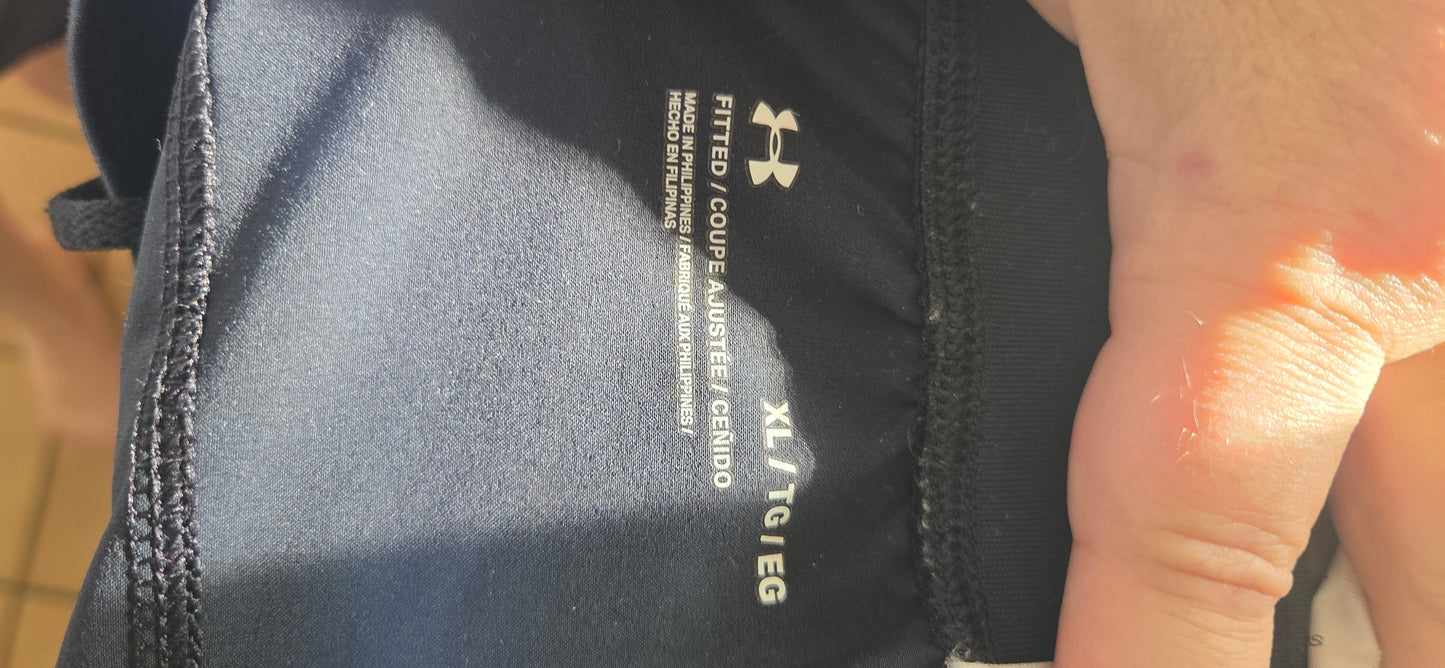 XL / TG / EG
FITTED / COUPE AJUSTÉE / CEÑIDO
MADE IN PHILIPPINES / FABRIQUÉ AUX PHILIPPINES /
HECHO EN FILIPINAS
S